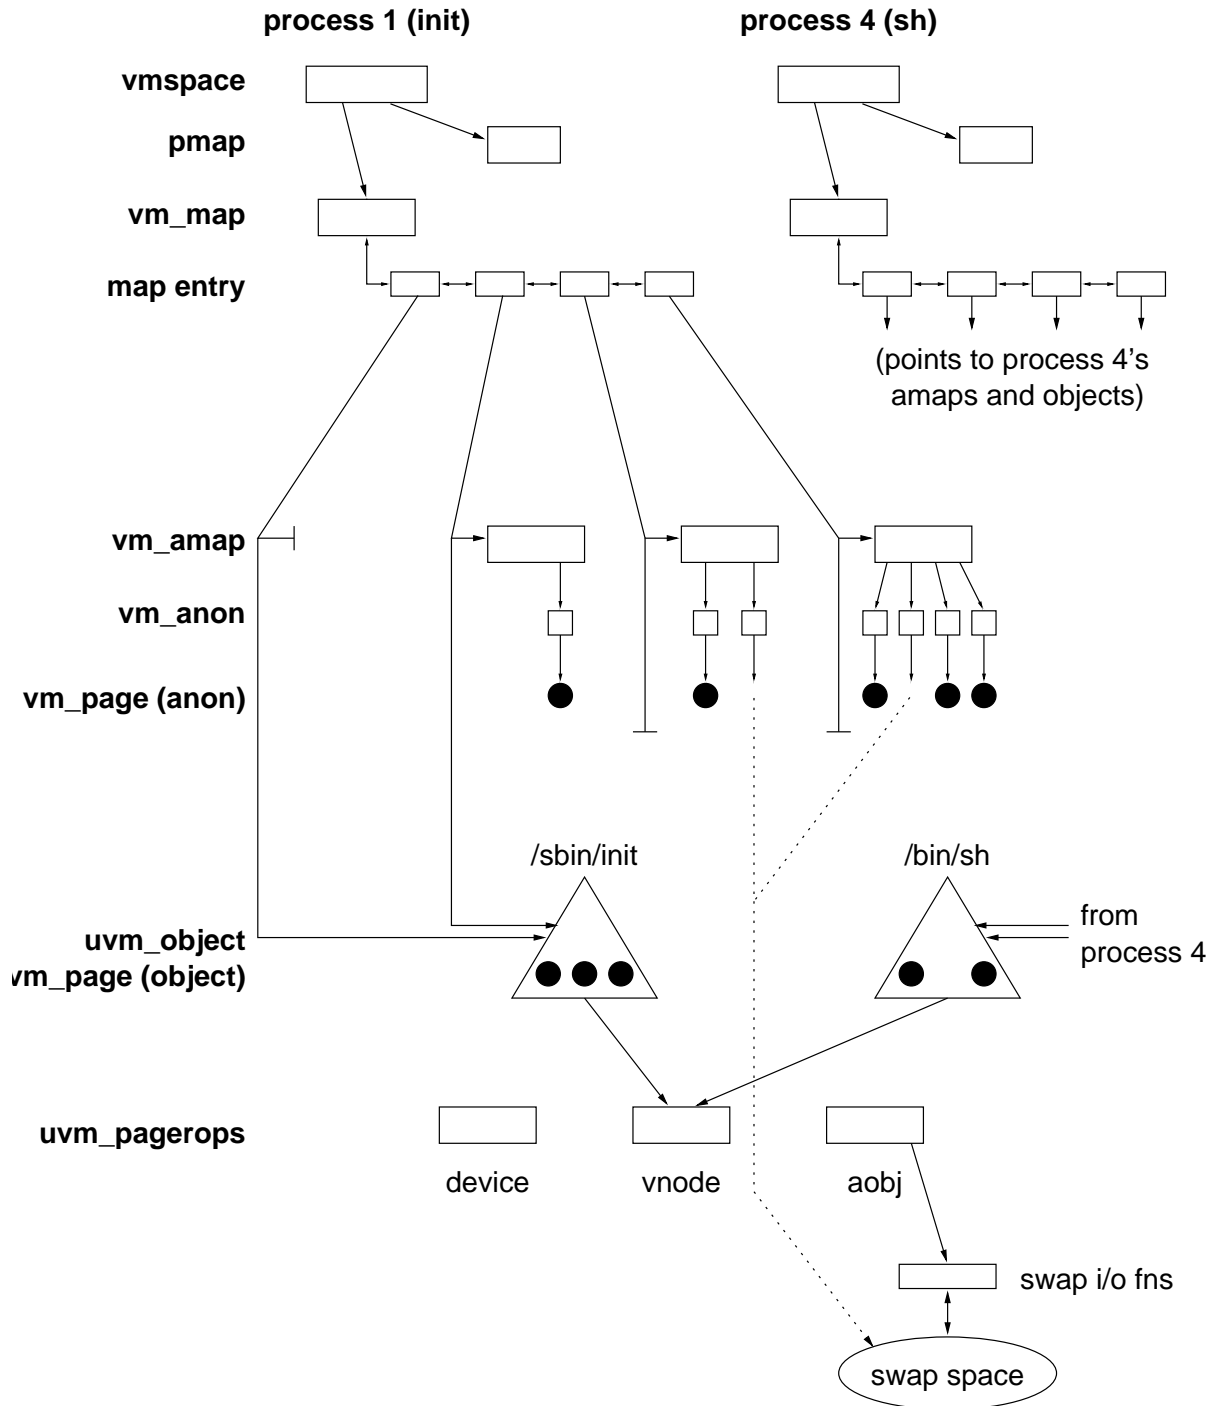 process 1 (init)
process 4 (sh)
vmspace
pmap
vm_map
map entry
(points to process 4's
amaps and objects)
vm_amap
vm_anon
vm_page (anon)
/sbin/init
/bin/sh
from
process 4
uvm_object
vm_page (object)
uvm_pagerops
device
vnode
aobj
swap i/o fns
swap space